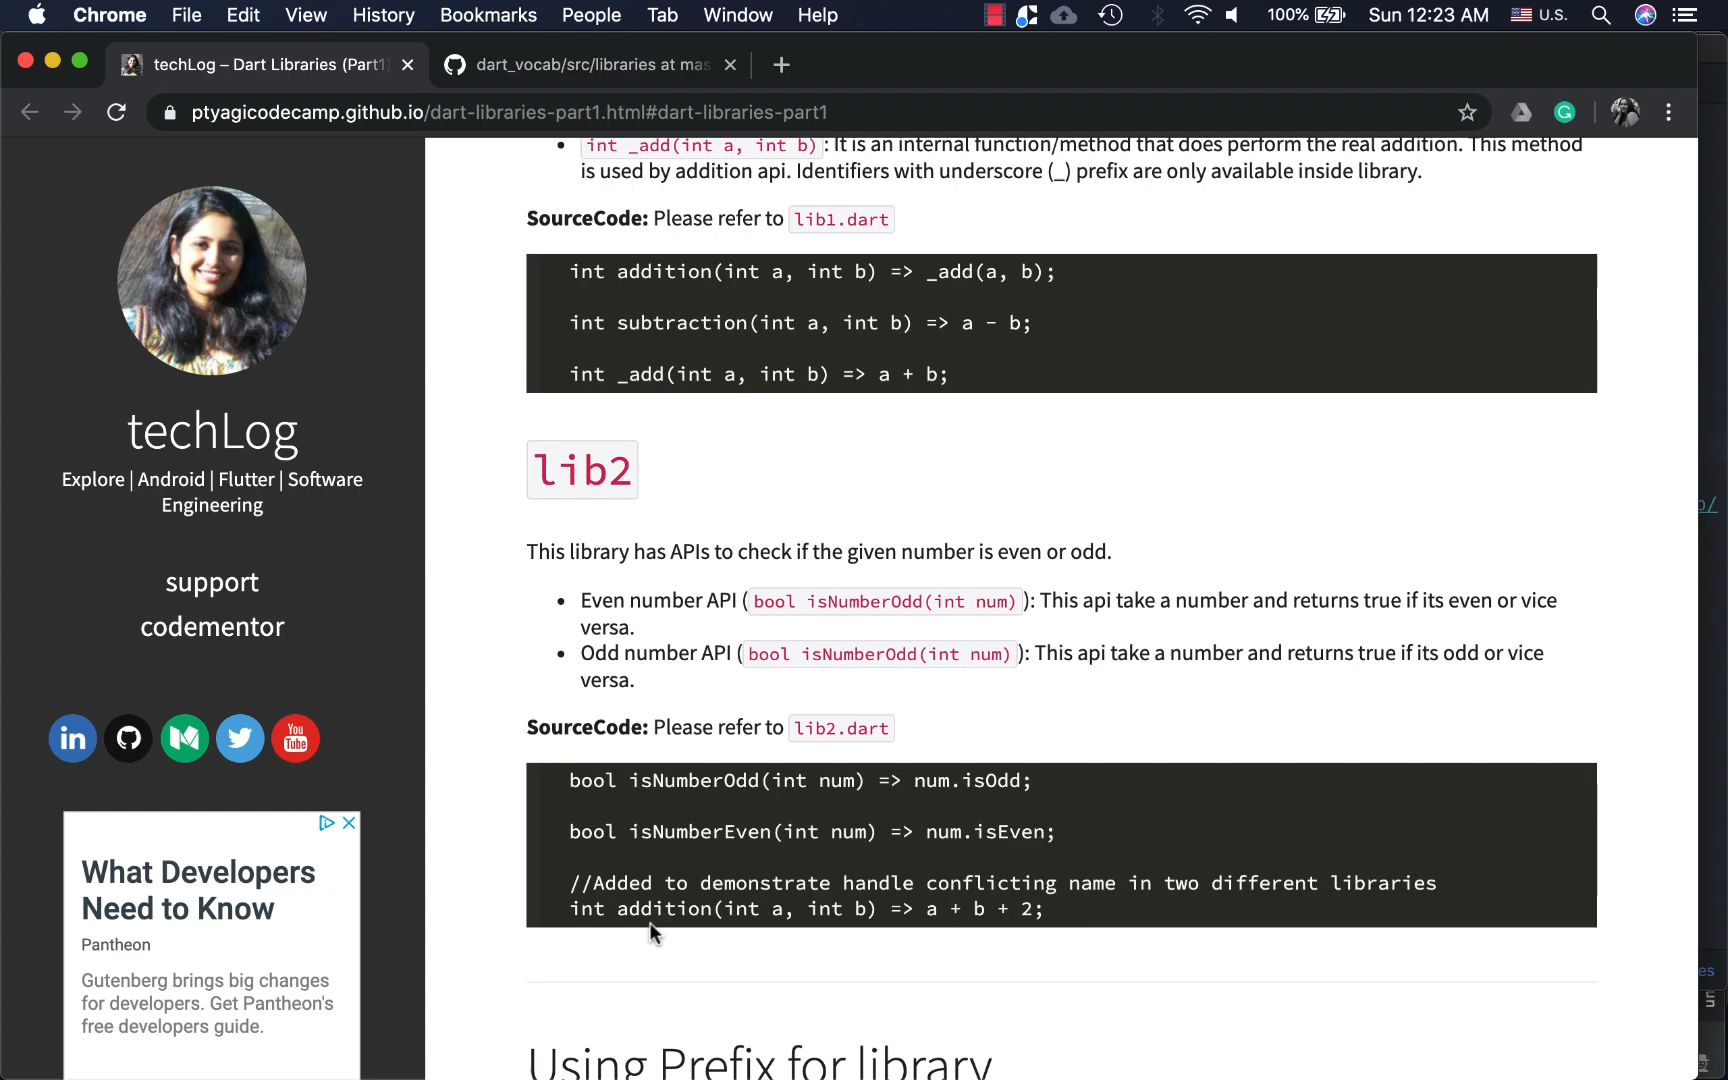 Chrome File Edit View History Bookmarks People Tab Window Help 100% Sun 12:23 AM U.S.
techLog – Dart Libraries (Part1) dart_vocab/src/libraries at mas
ptyagicodecamp.github.io/dart-libraries-part1.html#dart-libraries-part1
techLog
Explore | Android | Flutter | Software
Engineering
support
codementor
in
You
Tube
What Developers
Need to Know
Pantheon
Gutenberg brings big changes
for developers. Get Pantheon's
free developers guide.
int _add(int a, int b) : It is an internal function/method that does perform the real addition. This method
is used by addition api. Identifiers with underscore (_) prefix are only available inside library.
SourceCode: Please refer to lib1.dart
int addition(int a, int b) => _add(a, b);
int subtraction(int a, int b) => a - b;
int _add(int a, int b) => a + b;
lib2
This library has APIs to check if the given number is even or odd.
Even number API ( bool isNumberOdd(int num) ): This api take a number and returns true if its even or vice
versa.
Odd number API ( bool isNumberOdd(int num) ): This api take a number and returns true if its odd or vice
versa.
SourceCode: Please refer to lib2.dart
bool isNumberOdd(int num) => num.isOdd;
bool isNumberEven(int num) => num.isEven;
//Added to demonstrate handle conflicting name in two different libraries
int addition(int a, int b) => a + b + 2;
Using Prefix for library